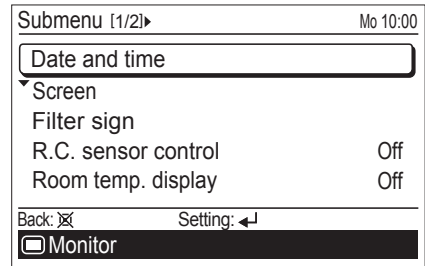 Submenu [1/2]▸ Mo 10:00
Date and time
Screen
Filter sign
R.C. sensor control Off
Room temp. display Off
Back: Setting:
Monitor